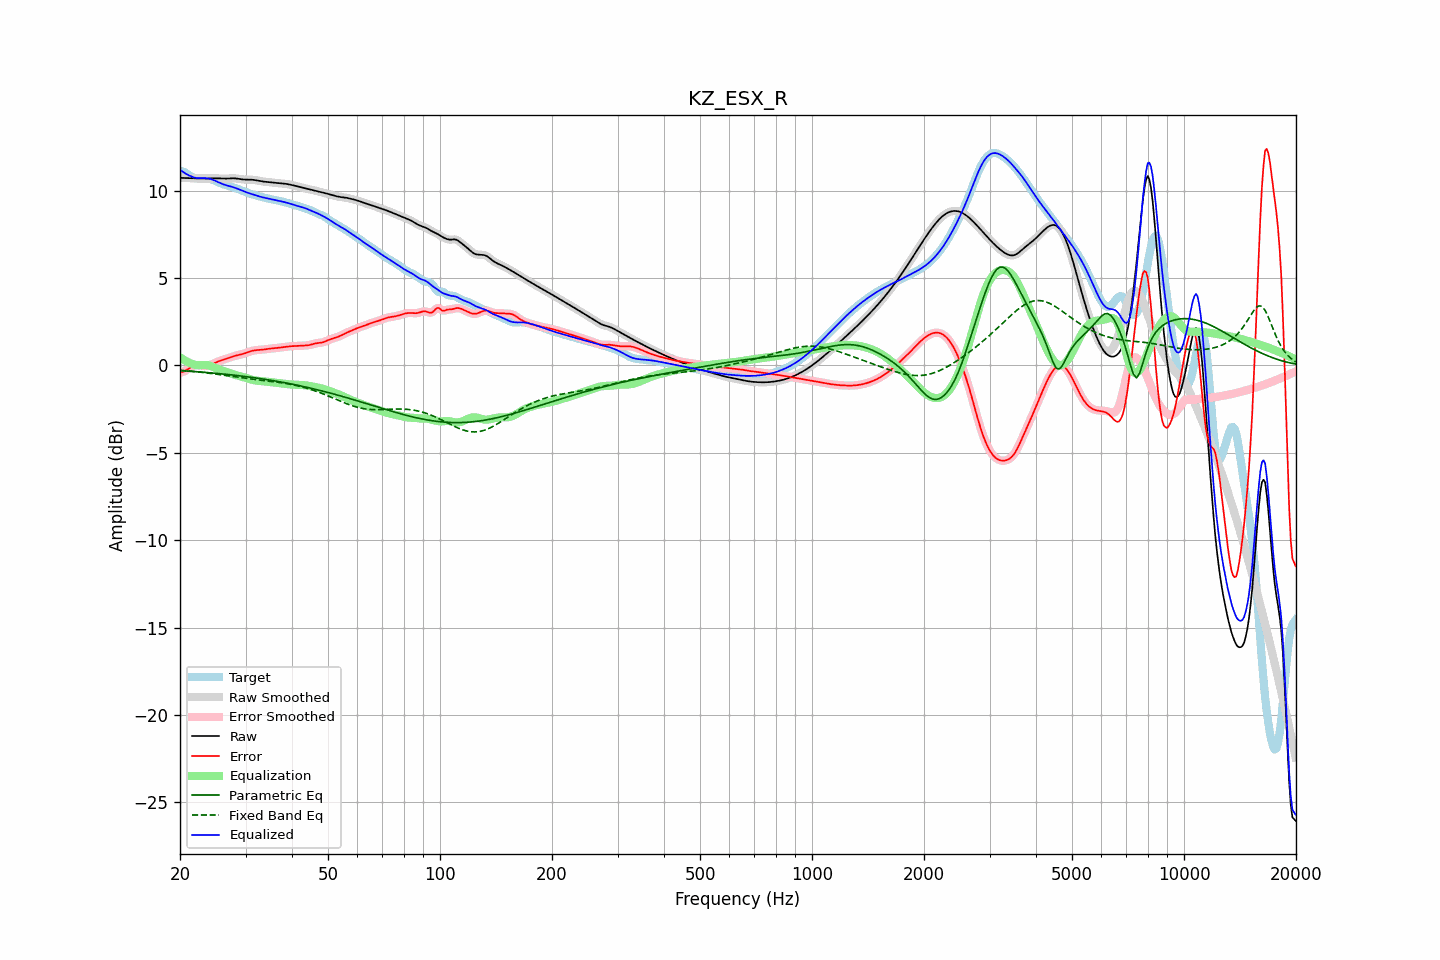 KZ_ESX_R
10
5
0
−5
−10
−15
−20
−25
Amplitude (dBr)
Target
Raw Smoothed
Error Smoothed
Raw
Error
Equalization
Parametric Eq
Fixed Band Eq
Equalized
20 50 100 200 500 1000 2000 5000 10000 20000
Frequency (Hz)